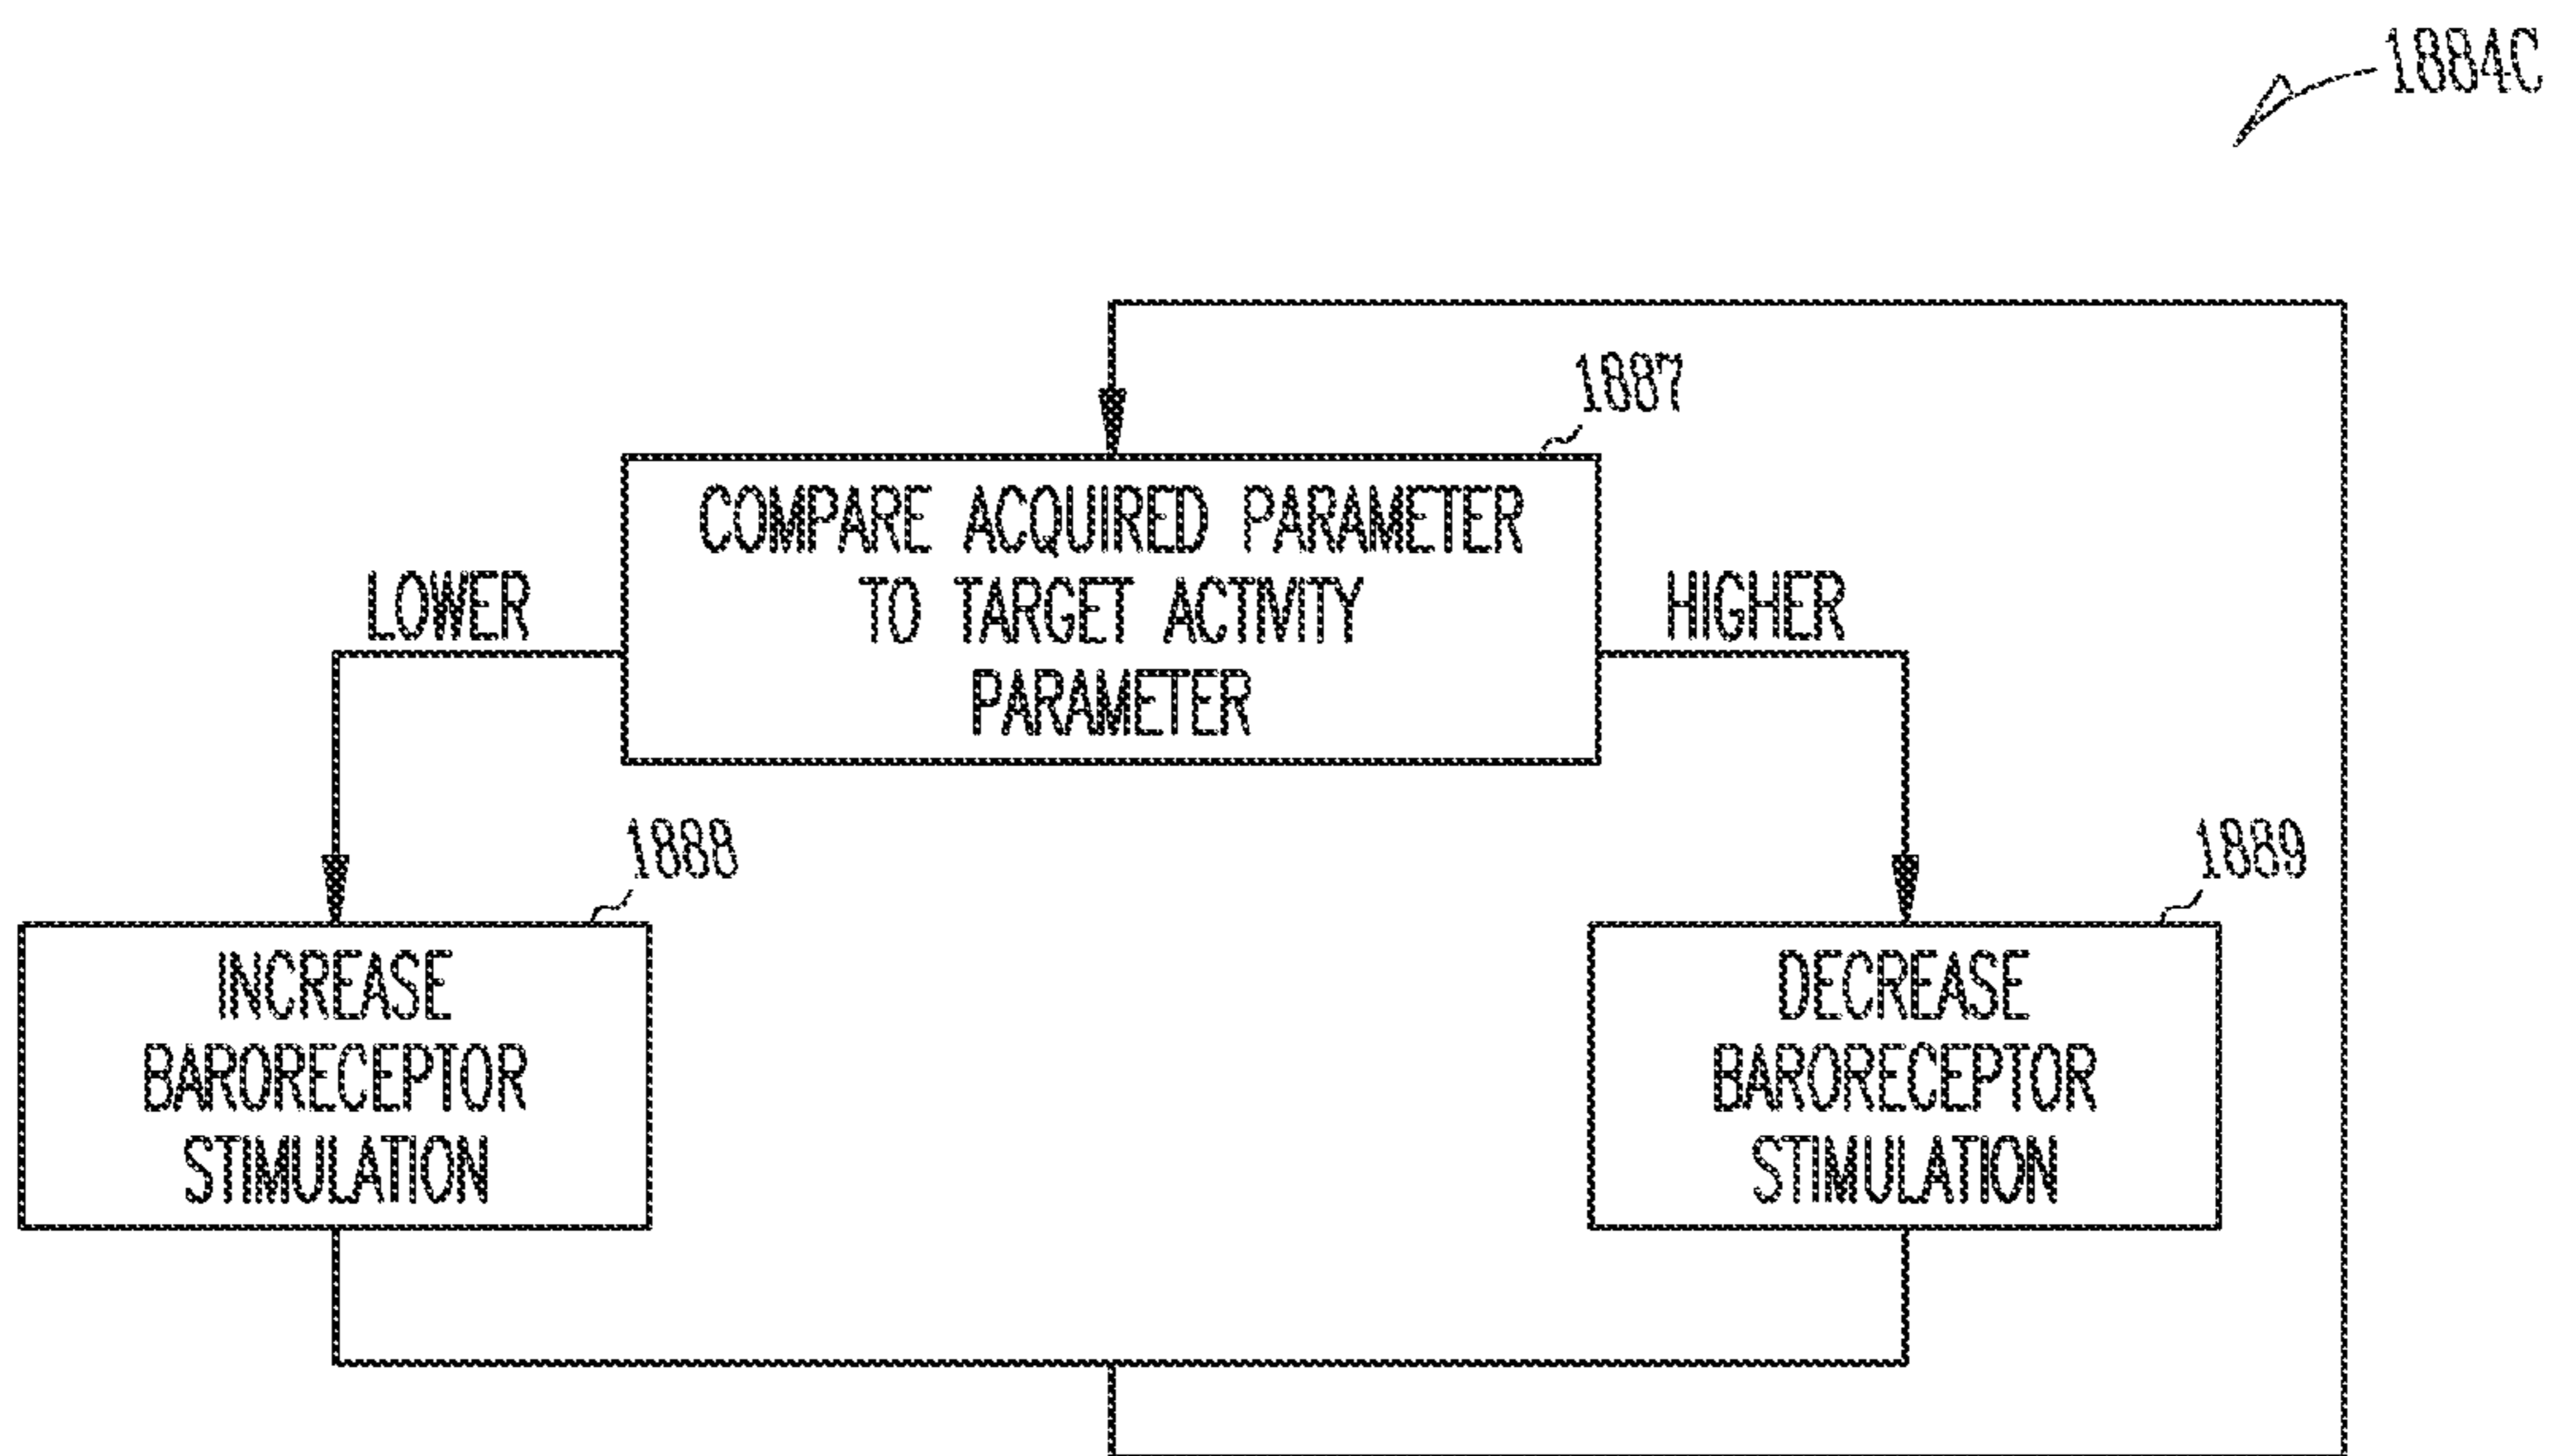 1884C
1887
COMPARE ACQUIRED PARAMETER
TO TARGET ACTIVITY
PARAMETER
LOWER
HIGHER
1888
INCREASE
BARORECEPTOR
STIMULATION
1889
DECREASE
BARORECEPTOR
STIMULATION